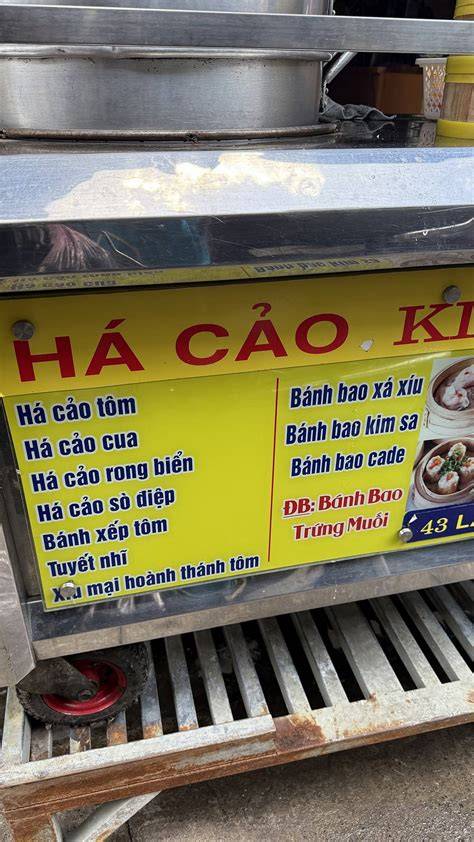 HÁ CẢO
Há cảo tôm
Há cảo cua
Há cảo rong biển
Há cảo sò điệp
Bánh xếp tôm
Tuyết nhĩ
Xíu mại hoành thánh tôm
Bánh bao xá xíu
Bánh bao kim sa
Bánh bao cade
ĐB: Bánh Bao
Trứng Muối
43